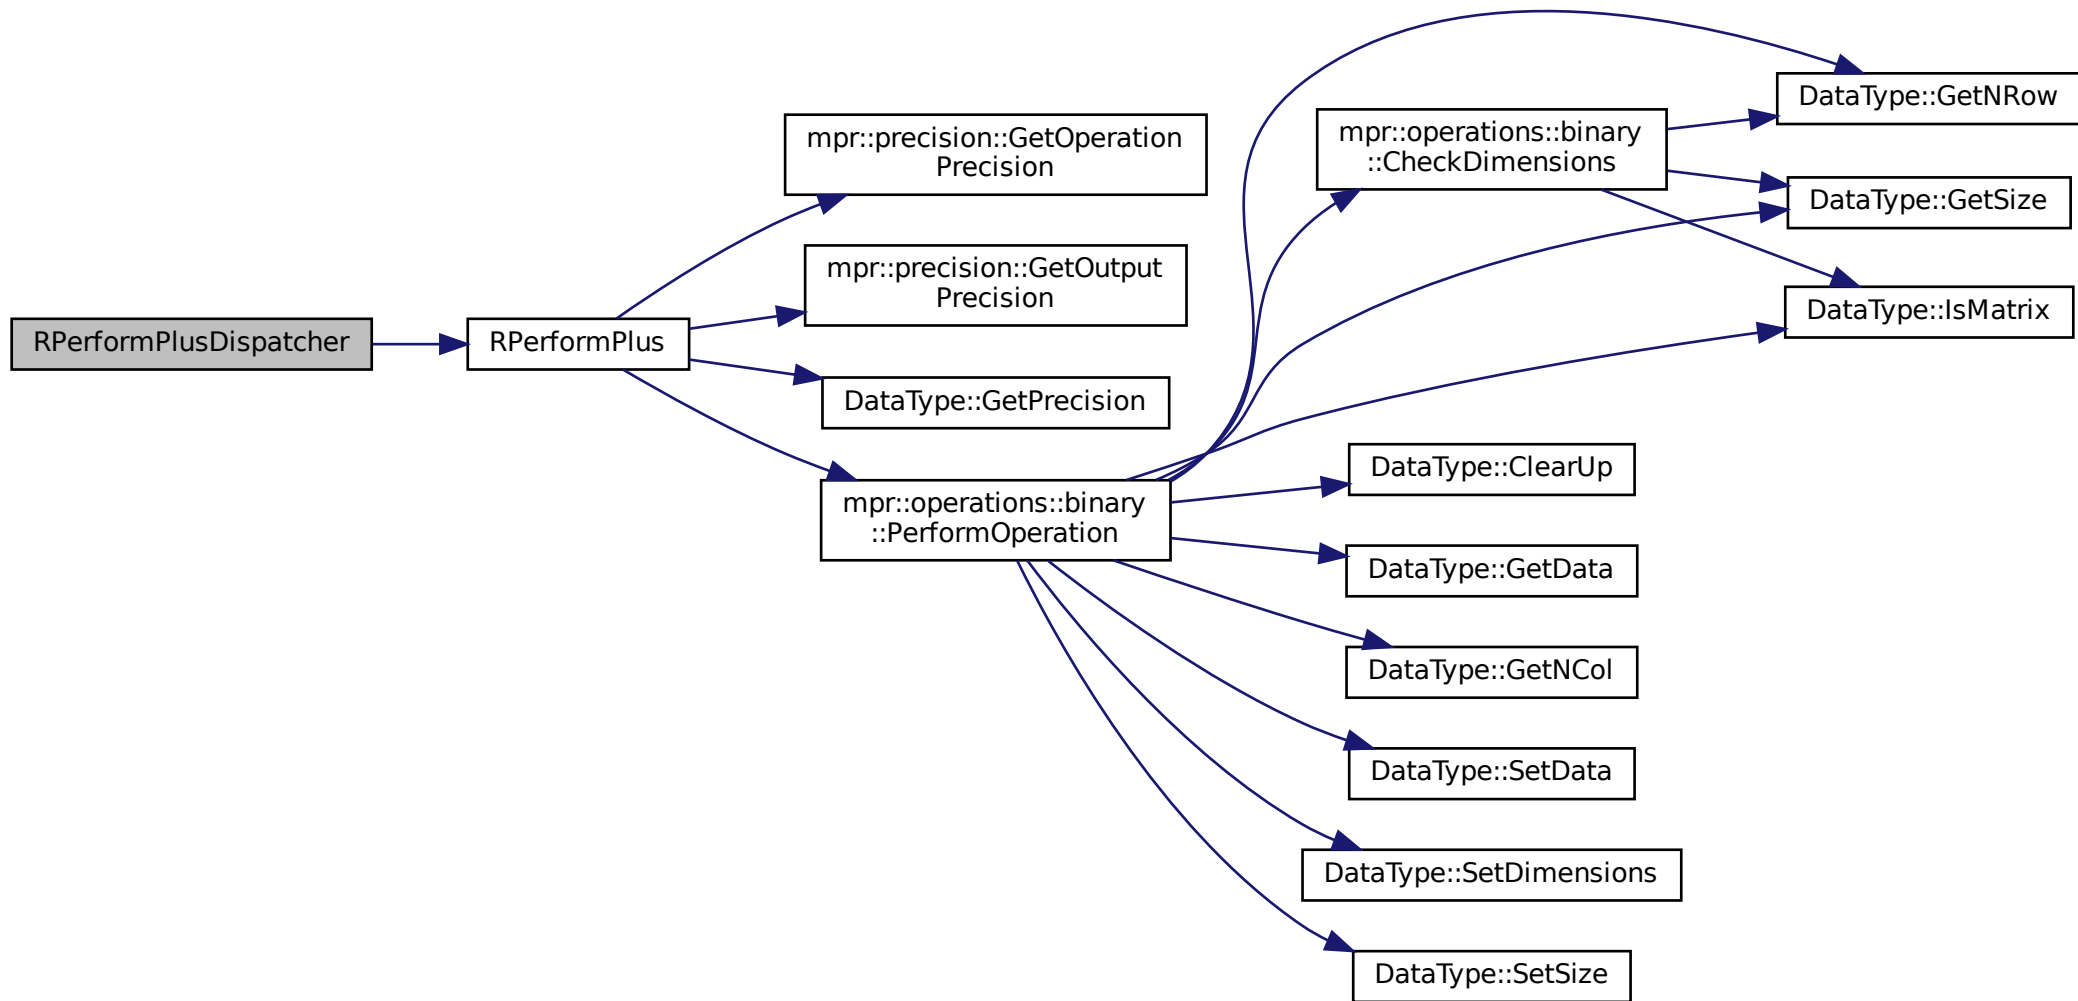 RPerformPlusDispatcher
RPerformPlus
mpr::precision::GetOperation
Precision
mpr::precision::GetOutput
Precision
DataType::GetPrecision
mpr::operations::binary
::PerformOperation
mpr::operations::binary
::CheckDimensions
DataType::GetNRow
DataType::GetSize
DataType::IsMatrix
DataType::ClearUp
DataType::GetData
DataType::GetNCol
DataType::SetData
DataType::SetDimensions
DataType::SetSize